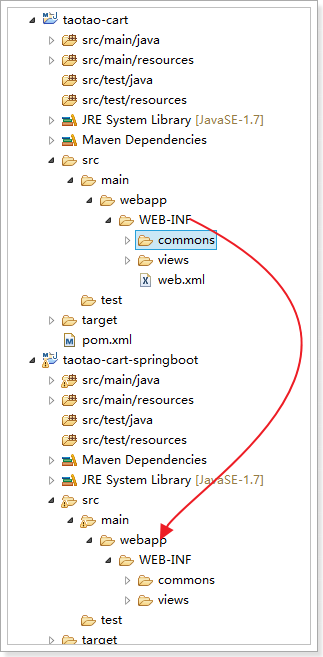 taotao-cart
src/main/java
src/main/resources
src/test/java
src/test/resources
JRE System Library [JavaSE-1.7]
Maven Dependencies
src
main
webapp
WEB-INF
commons
views
web.xml
test
target
pom.xml
taotao-cart-springboot
src/main/java
src/main/resources
src/test/java
src/test/resources
Maven Dependencies
JRE System Library [JavaSE-1.7]
src
main
webapp
WEB-INF
commons
views
test
target